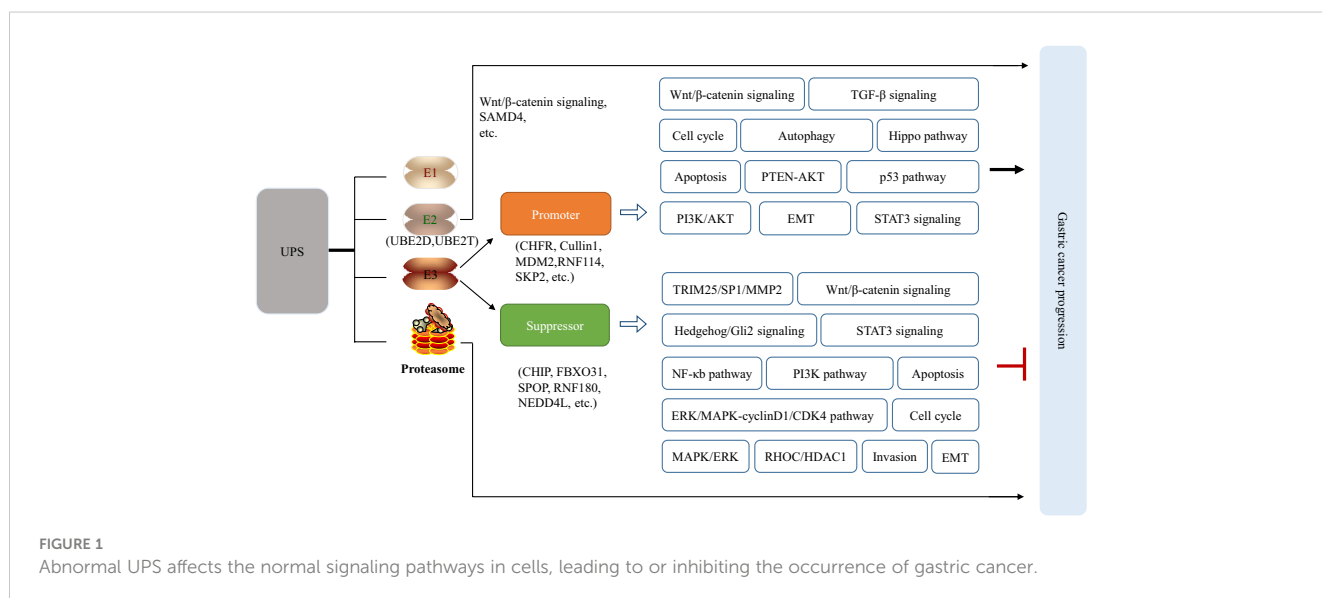 Wnt/β-catenin signaling,
SAMD4,
etc.
UPS
E1
E2
(UBE2D,UBE2T)
E3
Proteasome
Promoter
(CHFR, Cullin1,
MDM2,RNF114,
SKP2, etc.)
Suppressor
(CHIP, FBXO31,
SPOP, RNF180,
NEDD4L, etc.)
Wnt/β-catenin signaling
TGF-β signaling
Cell cycle
Autophagy
Hippo pathway
Apoptosis
PTEN-AKT
p53 pathway
PI3K/AKT
EMT
STAT3 signaling
TRIM25/SP1/MMP2
Wnt/β-catenin signaling
Hedgehog/Gli2 signaling
STAT3 signaling
NF-κb pathway
PI3K pathway
Apoptosis
ERK/MAPK-cyclinD1/CDK4 pathway
Cell cycle
MAPK/ERK
RHOC/HDAC1
Invasion
EMT
Gastric cancer progression
FIGURE 1
Abnormal UPS affects the normal signaling pathways in cells, leading to or inhibiting the occurrence of gastric cancer.